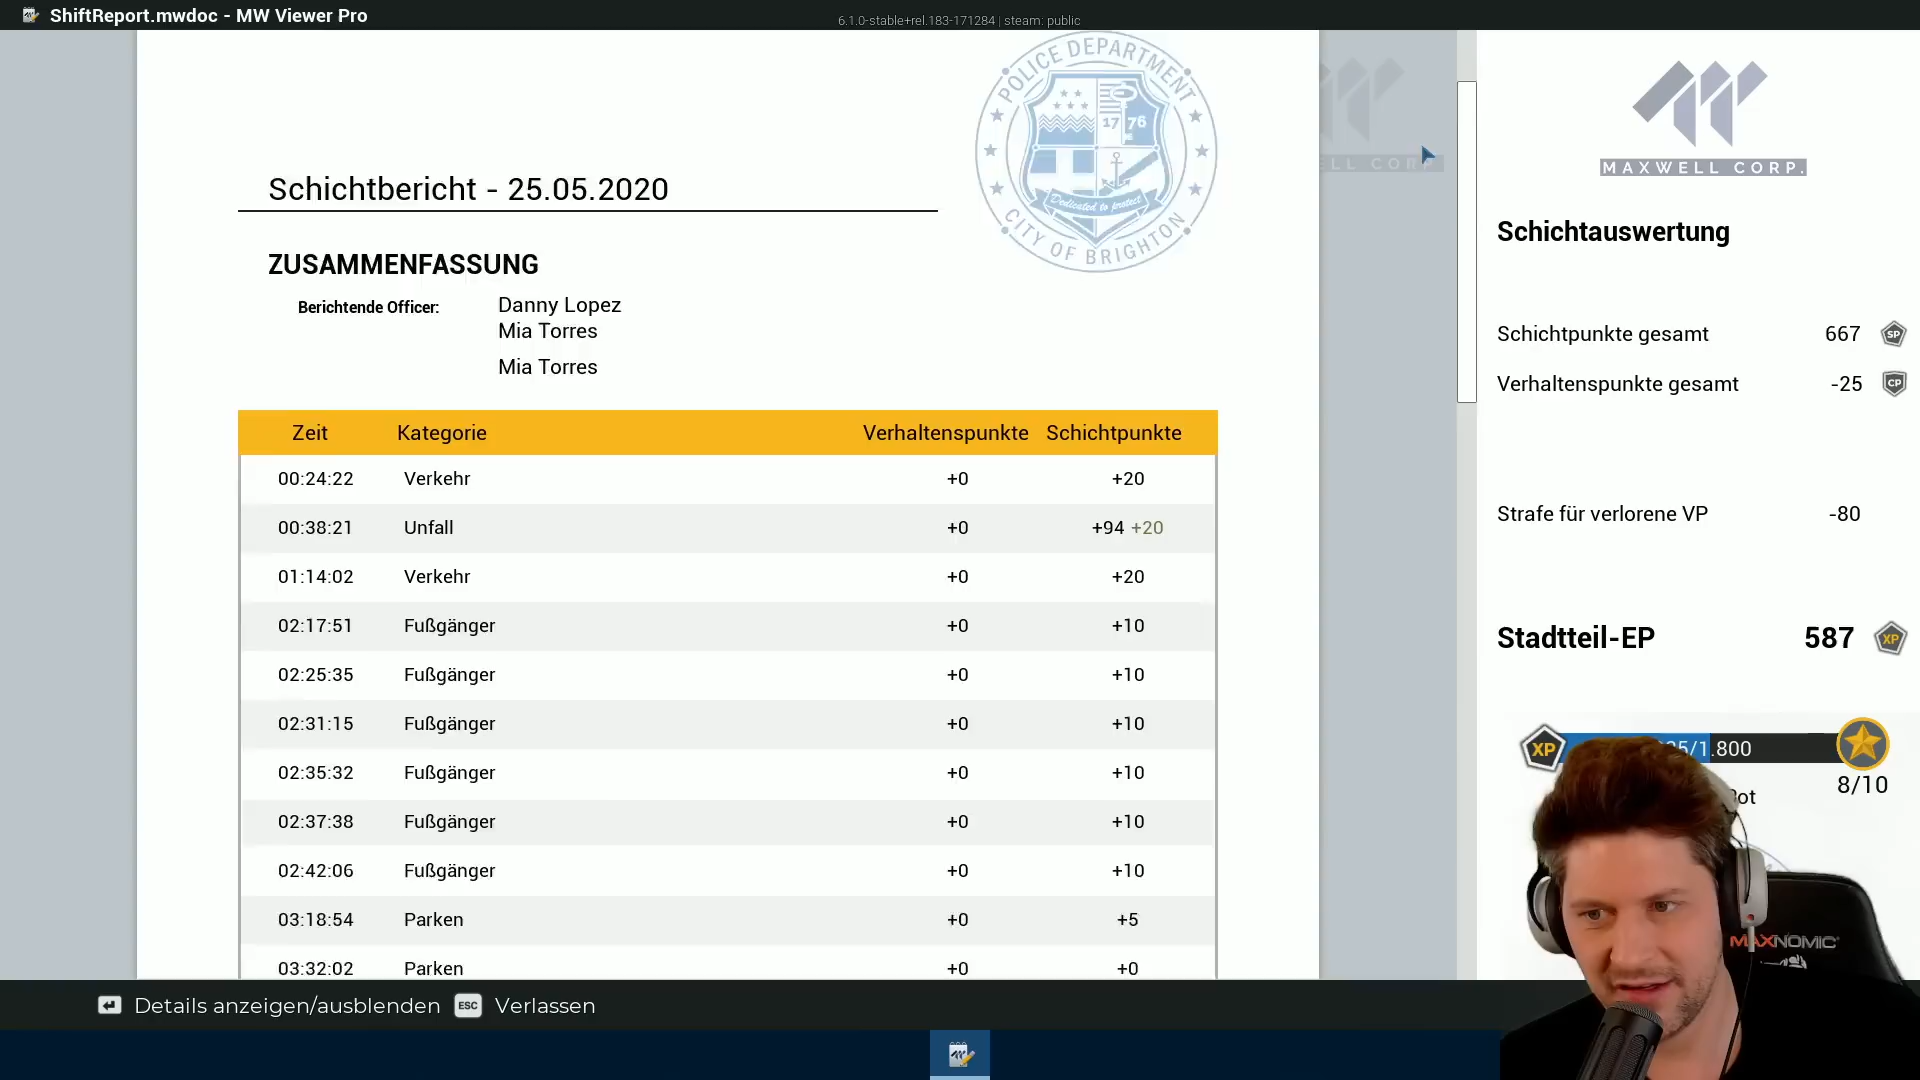 ShiftReport.mwdoc - MW Viewer Pro
6.1.0-stable+rel.183-171284 | steam: public
POLICE DEPARTMENT
17 76
Dedicated to protect
CITY OF BRIGHTON
LL CORP.
MAXWELL CORP.
Schichtbericht - 25.05.2020
ZUSAMMENFASSUNG
Berichtende Officer: Danny Lopez
Mia Torres
Mia Torres
Zeit Kategorie Verhaltenspunkte Schichtpunkte
00:24:22 Verkehr +0 +20
00:38:21 Unfall +0 +94 +20
01:14:02 Verkehr +0 +20
02:17:51 Fußgänger +0 +10
02:25:35 Fußgänger +0 +10
02:31:15 Fußgänger +0 +10
02:35:32 Fußgänger +0 +10
02:37:38 Fußgänger +0 +10
02:42:06 Fußgänger +0 +10
03:18:54 Parken +0 +5
03:32:02 Parken +0 +0
Schichtauswertung
Schichtpunkte gesamt 667 SP
Verhaltenspunkte gesamt -25 CP
Strafe für verlorene VP -80
Stadtteil-EP 587 XP
XP 5/1.800
8/10
MAXNOMIC
Details anzeigen/ausblenden ESC Verlassen